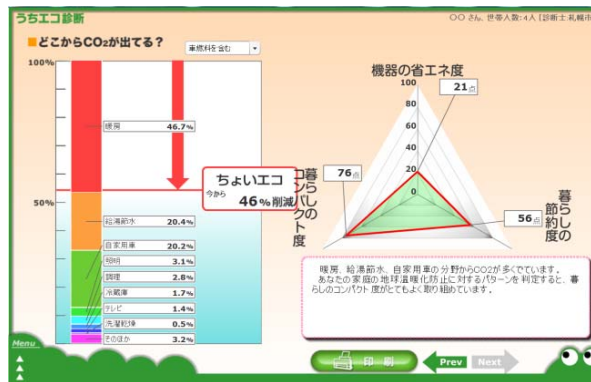 うちエコ診断
○○ さん、世帯人数:4人 [診断士:札幌市
■どこからCO2が出てる？
車燃料を含む
100%
50%
暖房 46.7%
給湯節水 20.4%
自家用車 20.2%
照明 3.1%
調理 2.8%
冷蔵庫 1.7%
テレビ 1.4%
洗濯乾燥 0.5%
そのほか 3.2%
ちょいエコ
今から 46%削減
機器の省エネ度
21点
100
80
60
40
20
0
暮らしのコンパクト度
76点
暮らしの節約度
56点
暖房、給湯節水、自家用車の分野からCO2が多くでています。
あなたの家庭の地球温暖化防止に対するパターンを判定すると、暮
らしのコンパクト度がとてもよく取り組めています。
Menu
印刷
Prev
Next